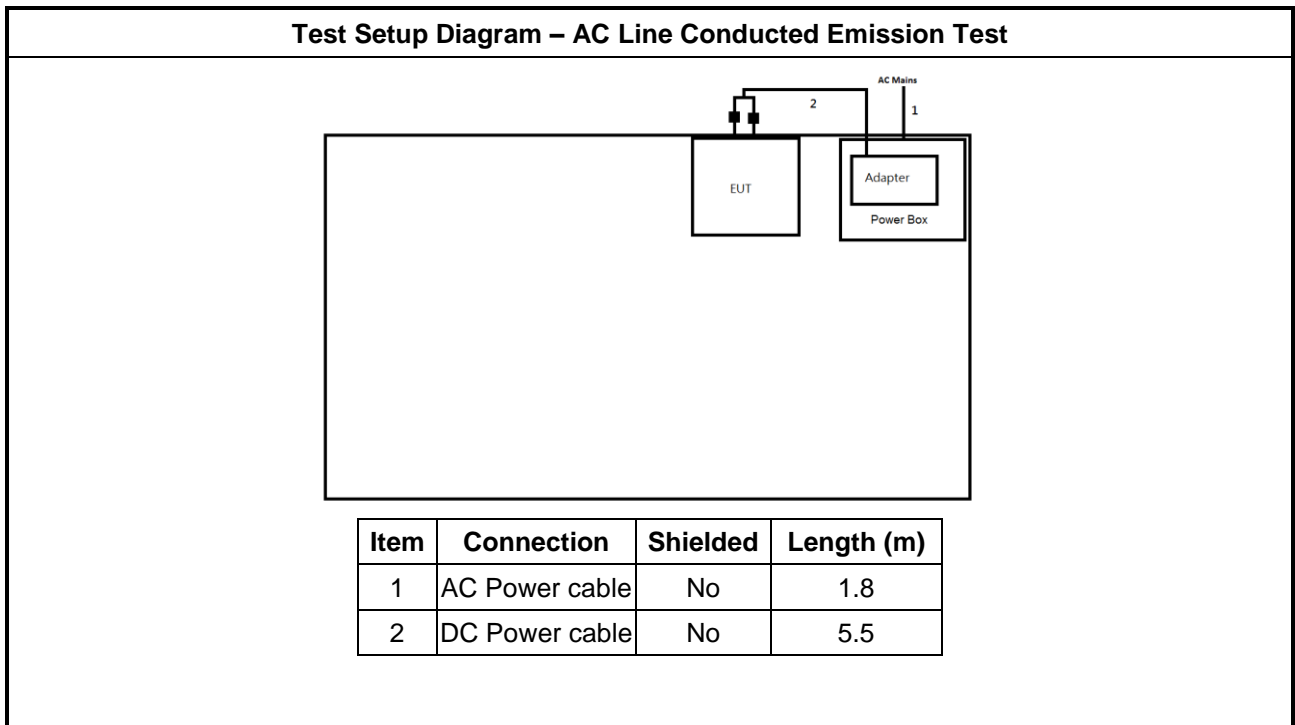 Test Setup Diagram – AC Line Conducted Emission Test
AC Mains
2
1
EUT
Adapter
Power Box
Item Connection Shielded Length (m)
1 AC Power cable No 1.8
2 DC Power cable No 5.5